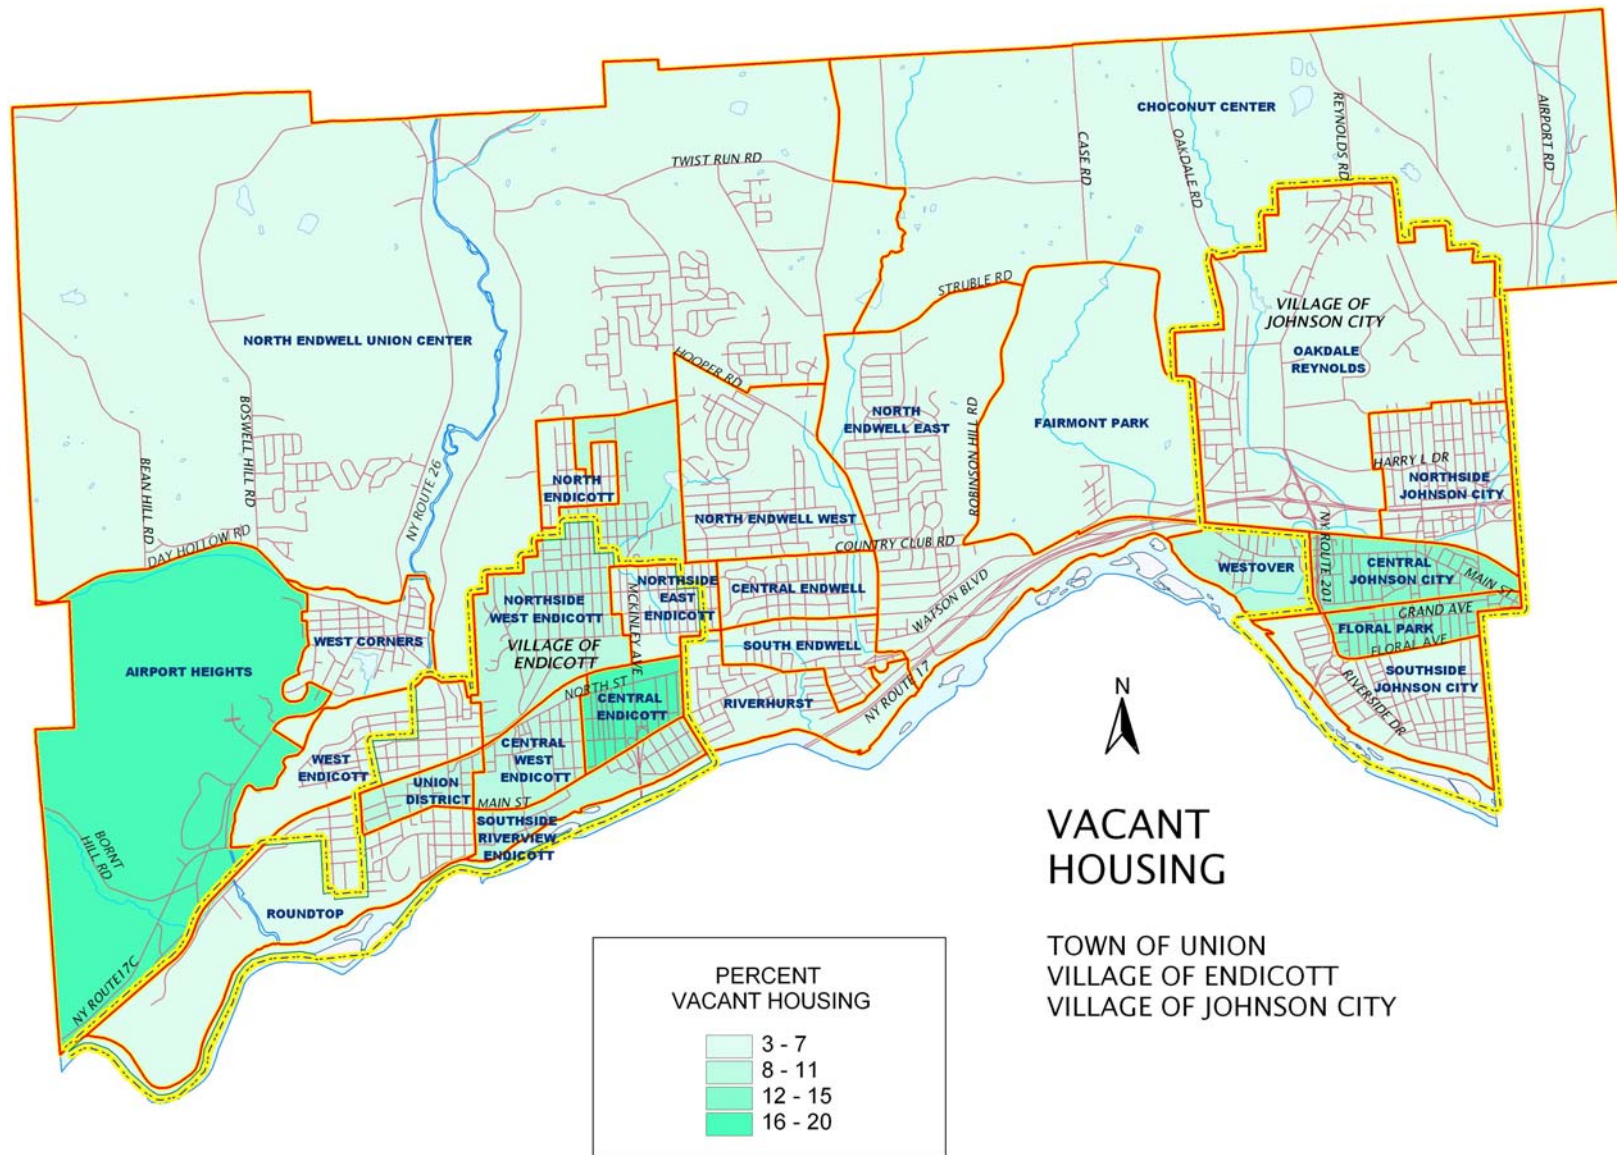 CHOCONUT CENTER
CASE RD
OAKDALE RD
REYNOLDS RD
AIRPORT RD
TWIST RUN RD
STRUBLE RD
VILLAGE OF
JOHNSON CITY
OAKDALE
REYNOLDS
NORTH ENDWELL UNION CENTER
HOOPER RD
BOSWELL HILL RD
BEAN HILL RD
NY ROUTE 26
DAY HOLLOW RD
NORTH
ENDWELL EAST
ROBINSON HILL RD
FAIRMONT PARK
HARRY L DR
NORTHSIDE
JOHNSON CITY
NORTH
ENDICOTT
NORTH ENDWELL WEST
COUNTRY CLUB RD
NY ROUTE 201
WESTOVER
CENTRAL
JOHNSON CITY
MAIN ST
GRAND AVE
FLORAL PARK
FLORAL AVE
SOUTHSIDE
JOHNSON CITY
RIVERSIDE DR
NORTHSIDE
EAST
ENDICOTT
MCKINLEY AVE
CENTRAL ENDWELL
WATSON BLVD
NORTHSIDE
WEST ENDICOTT
VILLAGE OF
ENDICOTT
WEST CORNERS
SOUTH ENDWELL
AIRPORT HEIGHTS
NORTH ST
CENTRAL
ENDICOTT
RIVERHURST
NY ROUTE 17
WEST
ENDICOTT
CENTRAL
WEST
ENDICOTT
UNION
DISTRICT
MAIN ST
SOUTHSIDE
RIVERVIEW
ENDICOTT
BORNT
HILL RD
ROUNDTOP
NY ROUTE17C
N
VACANT
HOUSING
TOWN OF UNION
VILLAGE OF ENDICOTT
VILLAGE OF JOHNSON CITY
PERCENT
VACANT HOUSING
3 - 7
8 - 11
12 - 15
16 - 20